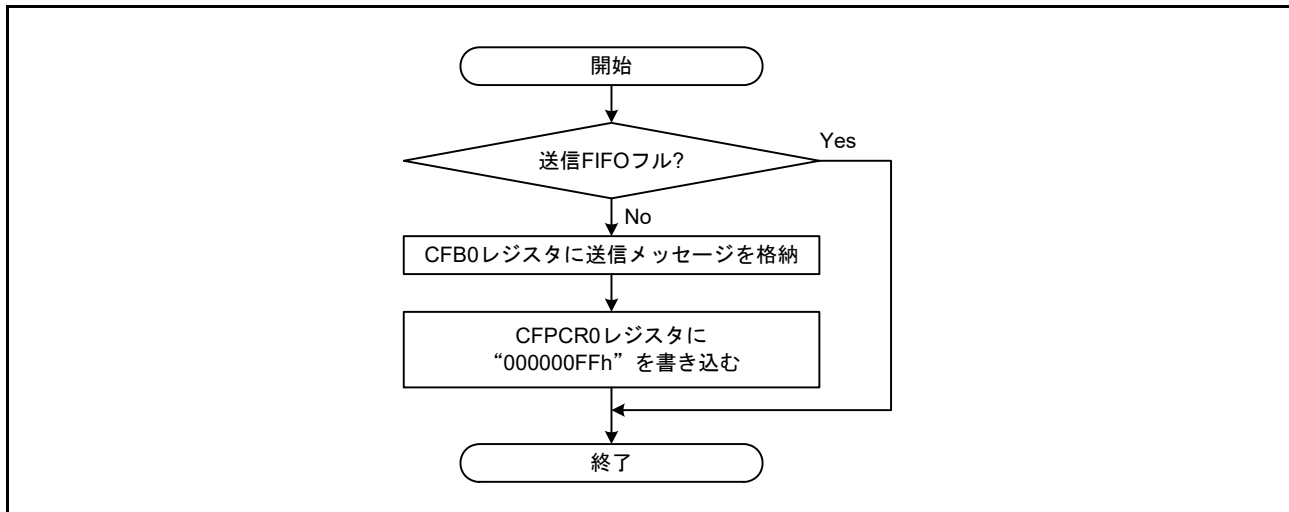 開始
送信FIFOフル?
Yes
No
CFB0レジスタに送信メッセージを格納
CFPCR0レジスタに
“000000FFh”を書き込む
終了